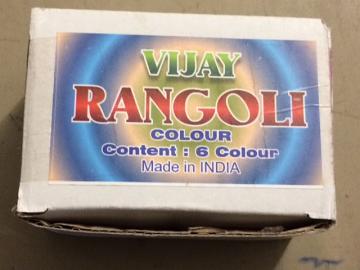 VIJAY
RANGOLI
COLOUR
Content : 6 Colour
Made in INDIA